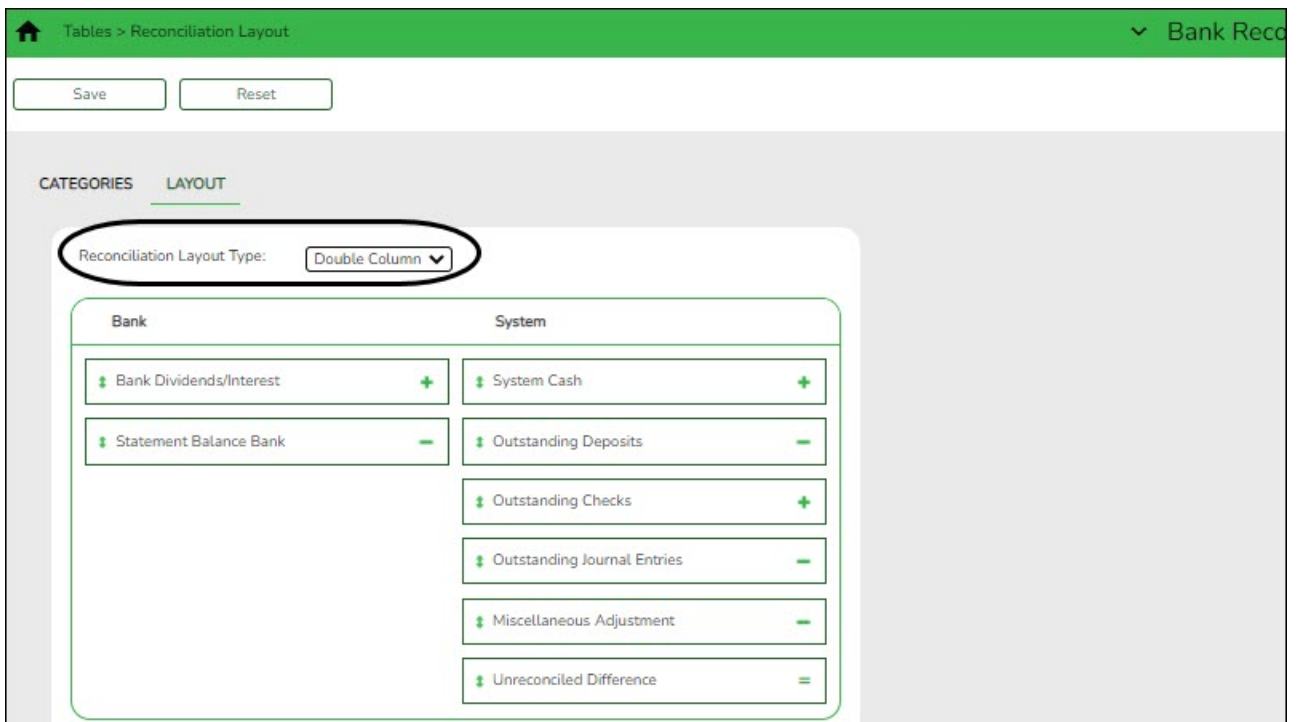 Tables > Reconciliation Layout
Bank Reco
Save Reset
CATEGORIES LAYOUT
Reconciliation Layout Type: Double Column
Bank System
Bank Dividends/Interest + System Cash +
Statement Balance Bank − Outstanding Deposits −
Outstanding Checks +
Outstanding Journal Entries −
Miscellaneous Adjustment −
Unreconciled Difference =